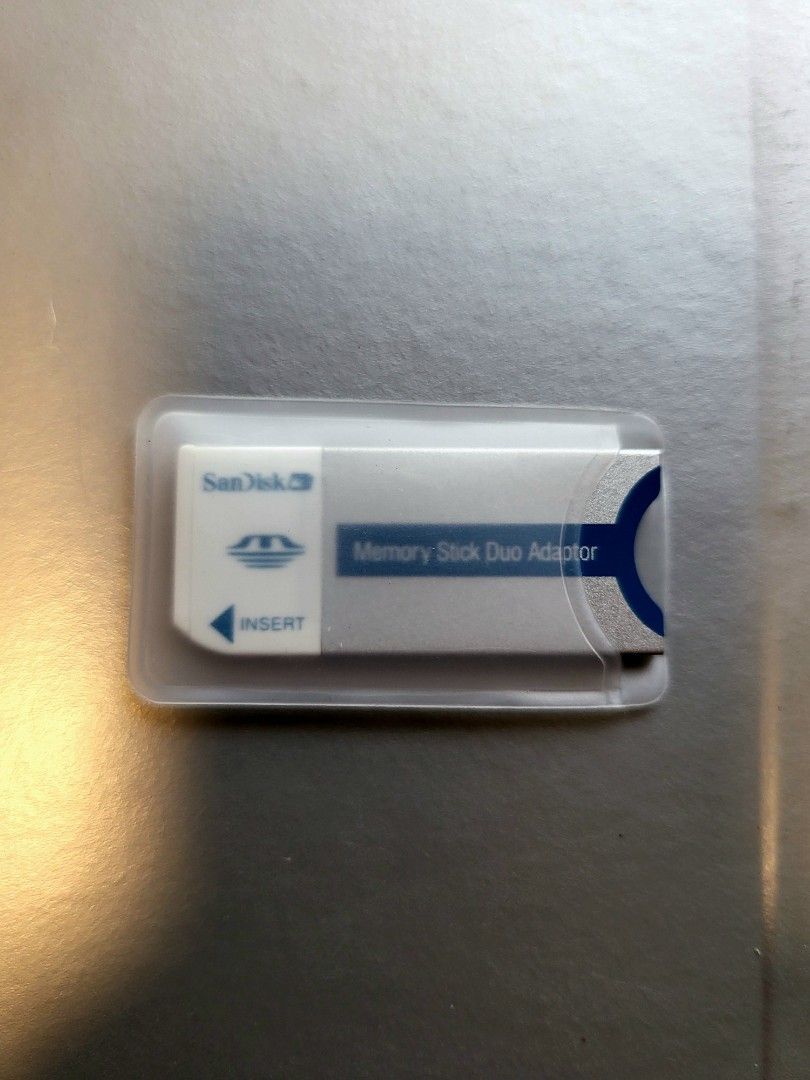 SanDisk
Memory Stick Duo Adaptor
INSERT